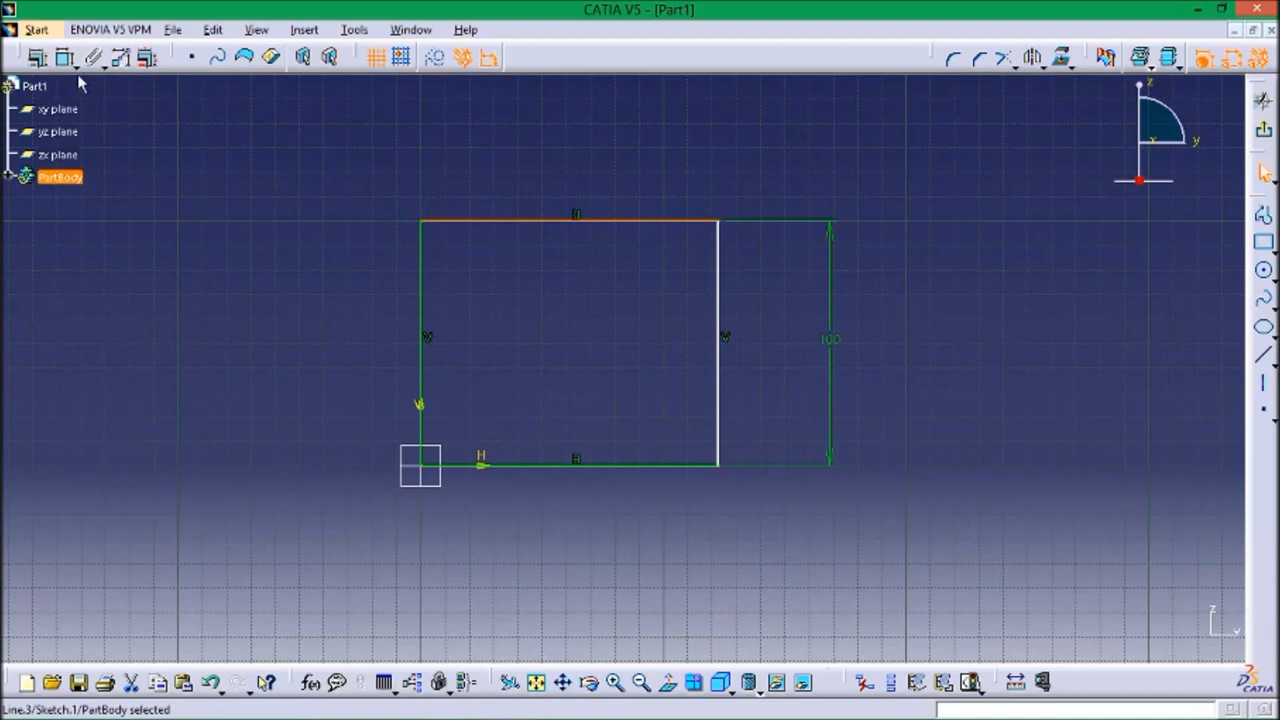 CATIA V5 - [Part1]
Start ENOVIA V5 VPM File Edit View Insert Tools Window Help
Part1
xy plane
yz plane
zx plane
PartBody
z
x y
H
V V
100
V
H H
z
y
f(x)
CATIA
Line.3/Sketch.1/PartBody selected